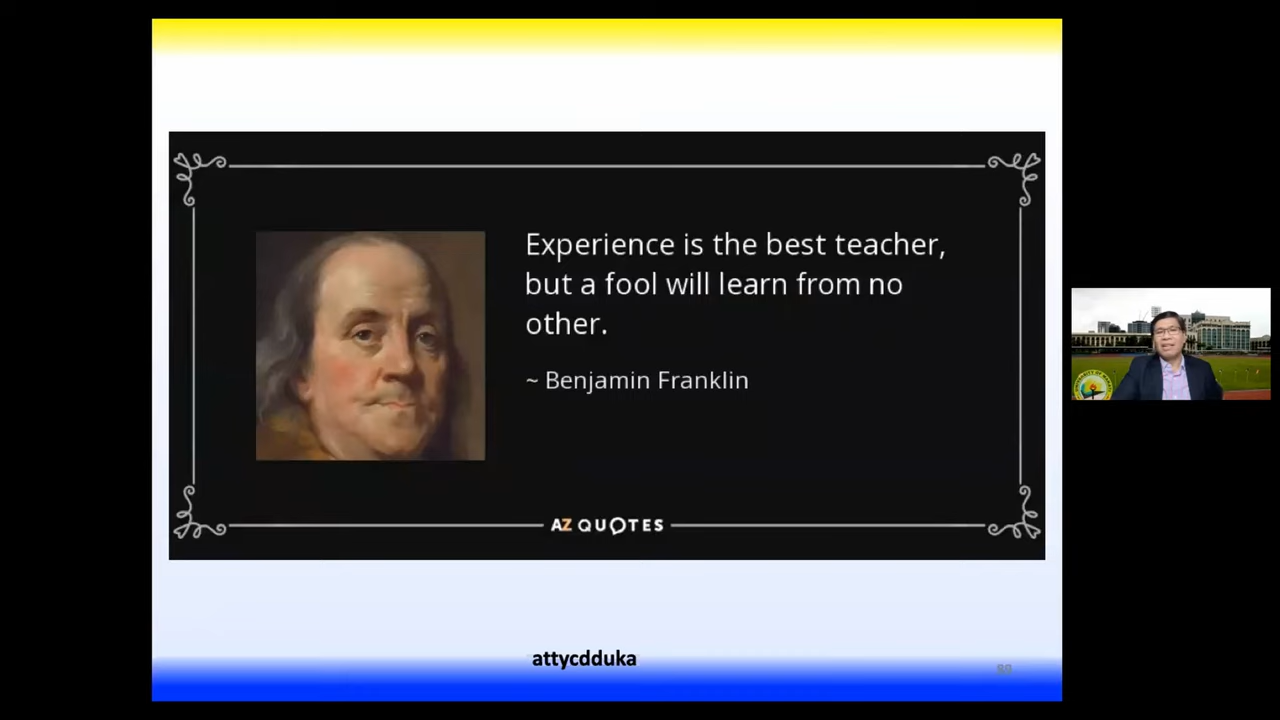 Experience is the best teacher,
but a fool will learn from no
other.
~ Benjamin Franklin
AZ QUOTES
attycdduka